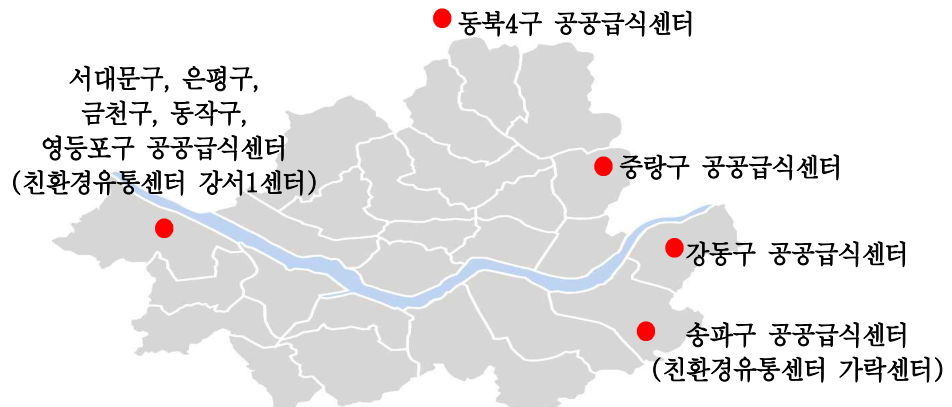 동북4구 공공급식센터
서대문구, 은평구,
금천구, 동작구,
영등포구 공공급식센터
(친환경유통센터 강서1센터)
중랑구 공공급식센터
강동구 공공급식센터
송파구 공공급식센터
(친환경유통센터 가락센터)